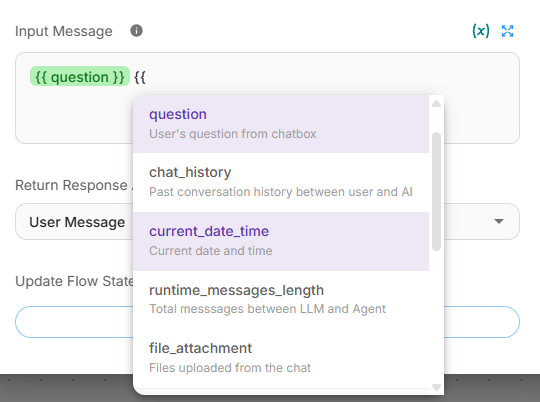 Input Message
(x)
{{ question }} {{
question
User's question from chatbox
chat_history
Past conversation history between user and AI
Return Response
User Message
current_date_time
Current date and time
Update Flow State
runtime_messages_length
Total messsages between LLM and Agent
file_attachment
Files uploaded from the chat